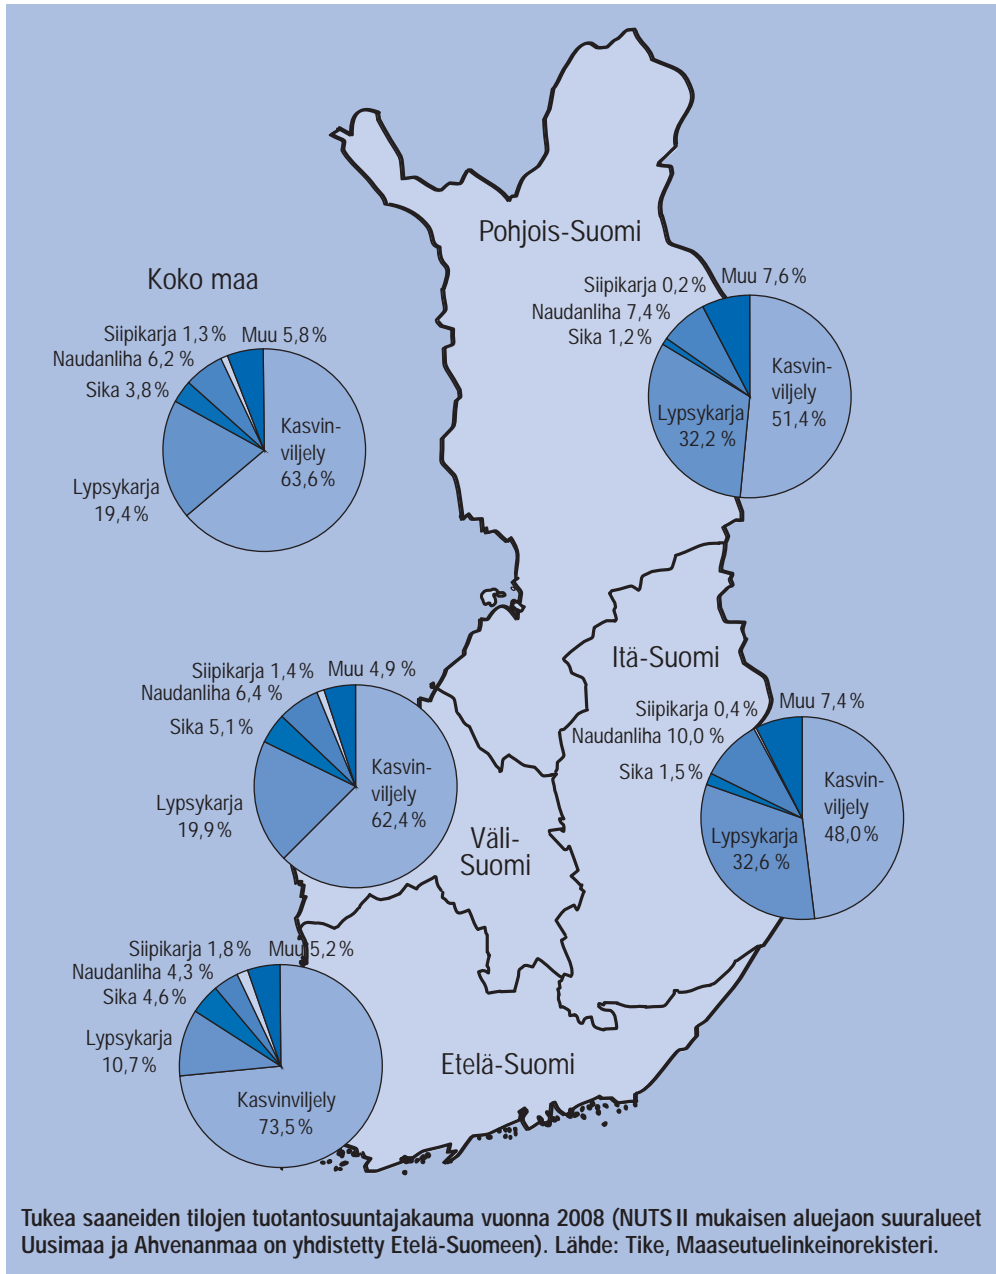 Pohjois-Suomi
Siipikarja 0,2 %
Muu 7,6 %
Naudanliha 7,4 %
Sika 1,2 %
Kasvin-
viljely
51,4 %
Lypsykarja
32,2 %
Koko maa
Siipikarja 1,3 %
Muu 5,8 %
Naudanliha 6,2 %
Sika 3,8 %
Kasvin-
viljely
63,6 %
Lypsykarja
19,4 %
Itä-Suomi
Siipikarja 0,4 %
Muu 7,4 %
Naudanliha 10,0 %
Sika 1,5 %
Kasvin-
viljely
48,0 %
Lypsykarja
32,6 %
Siipikarja 1,4 %
Muu 4,9 %
Naudanliha 6,4 %
Sika 5,1 %
Kasvin-
viljely
62,4 %
Lypsykarja
19,9 %
Väli-
Suomi
Siipikarja 1,8 %
Muu 5,2 %
Naudanliha 4,3 %
Sika 4,6 %
Lypsykarja
10,7 %
Kasvinviljely
73,5 %
Etelä-Suomi
Tukea saaneiden tilojen tuotantosuuntajakauma vuonna 2008 (NUTS II mukaisen aluejaon suuralueet
Uusimaa ja Ahvenanmaa on yhdistetty Etelä-Suomeen). Lähde: Tike, Maaseutuelinkeinorekisteri.